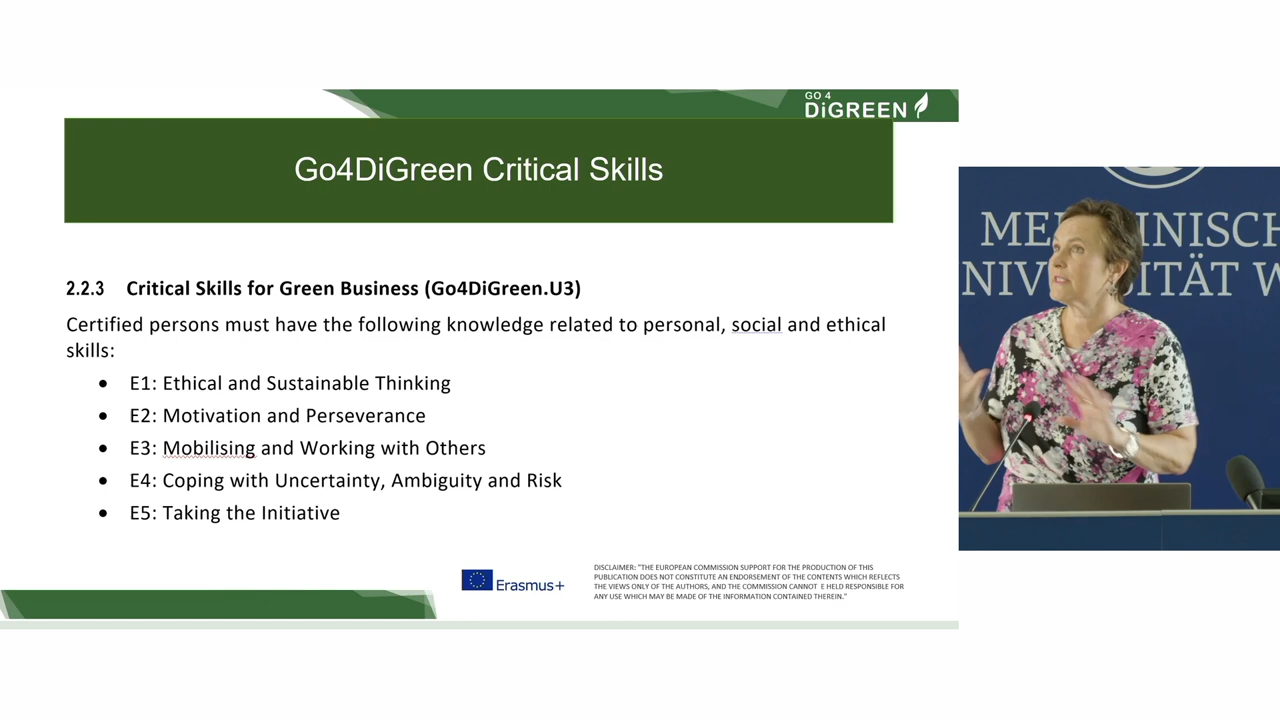 GO 4
DiGREEN
Go4DiGreen Critical Skills
2.2.3 Critical Skills for Green Business (Go4DiGreen.U3)
Certified persons must have the following knowledge related to personal, social and ethical
skills:
• E1: Ethical and Sustainable Thinking
• E2: Motivation and Perseverance
• E3: Mobilising and Working with Others
• E4: Coping with Uncertainty, Ambiguity and Risk
• E5: Taking the Initiative
Erasmus+
DISCLAIMER: "THE EUROPEAN COMMISSION SUPPORT FOR THE PRODUCTION OF THIS
PUBLICATION DOES NOT CONSTITUTE AN ENDORSEMENT OF THE CONTENTS WHICH REFLECTS
THE VIEWS ONLY OF THE AUTHORS, AND THE COMMISSION CANNOT E HELD RESPONSIBLE FOR
ANY USE WHICH MAY BE MADE OF THE INFORMATION CONTAINED THEREIN."
ME INISCH
NIV SITÄT W